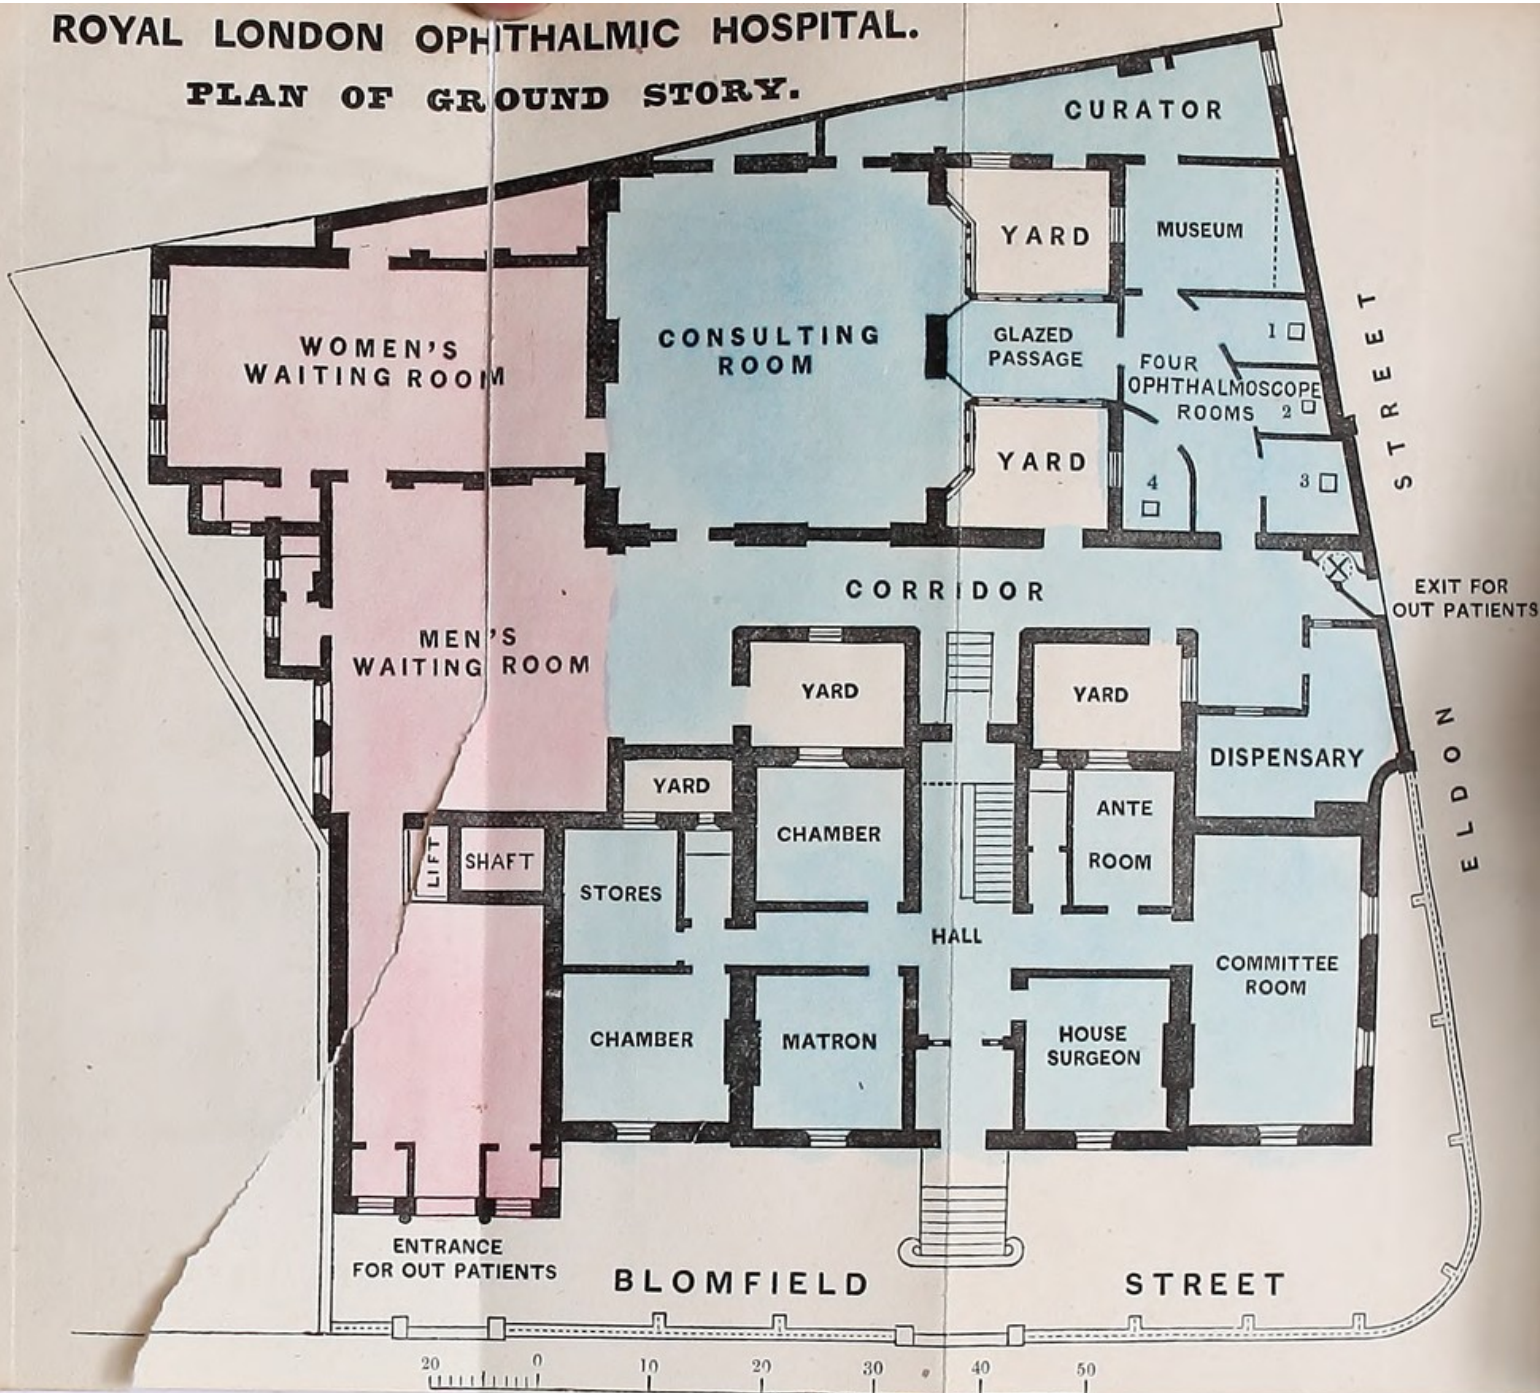 ROYAL LONDON OPHTHALMIC HOSPITAL.
PLAN OF GROUND STORY.
CURATOR
YARD
MUSEUM
WOMEN'S
WAITING ROOM
CONSULTING
ROOM
GLAZED
PASSAGE
FOUR
OPHTHALMOSCOPE
ROOMS
1
2
3
4
YARD
STREET
ELDON
CORRIDOR
EXIT FOR
OUT PATIENTS
MEN'S
WAITING ROOM
YARD
YARD
DISPENSARY
YARD
CHAMBER
ANTE
ROOM
LIFT
SHAFT
STORES
HALL
COMMITTEE
ROOM
CHAMBER
MATRON
HOUSE
SURGEON
ENTRANCE
FOR OUT PATIENTS
BLOMFIELD STREET
20 0 10 20 30 40 50